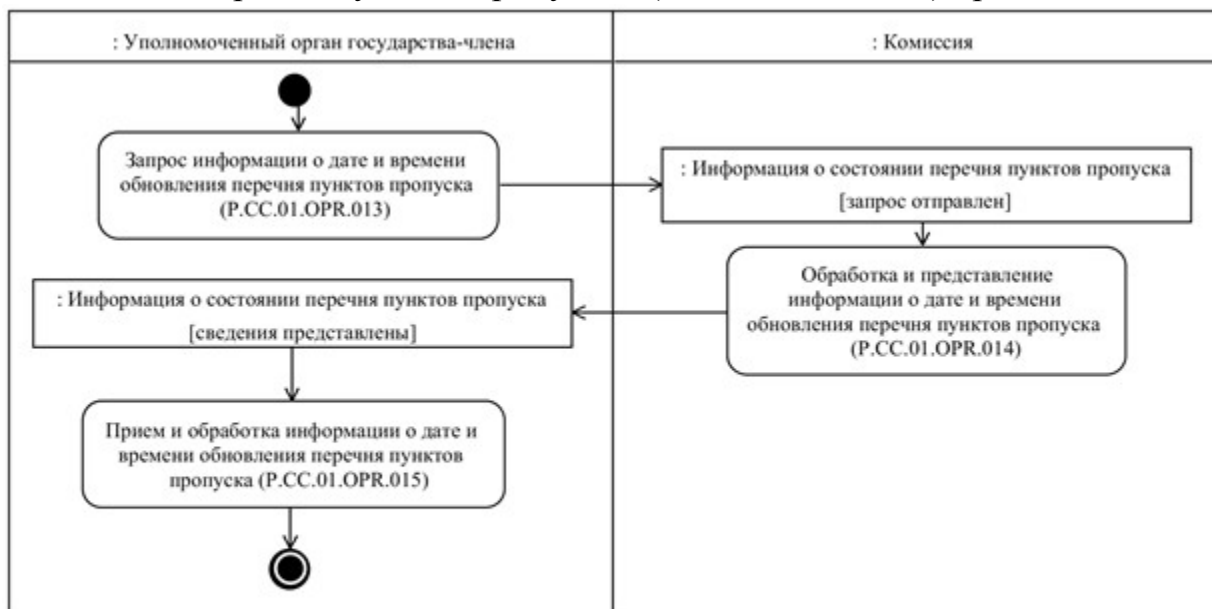 : Уполномоченный орган государства-члена
: Комиссия
Запрос информации о дате и времени
обновления перечня пунктов пропуска
(P.CC.01.OPR.013)
: Информация о состоянии перечня пунктов пропуска
[запрос отправлен]
Обработка и представление
информации о дате и времени
обновления перечня пунктов пропуска
(P.CC.01.OPR.014)
: Информация о состоянии перечня пунктов пропуска
[сведения представлены]
Прием и обработка информации о дате и
времени обновления перечня пунктов
пропуска (P.CC.01.OPR.015)